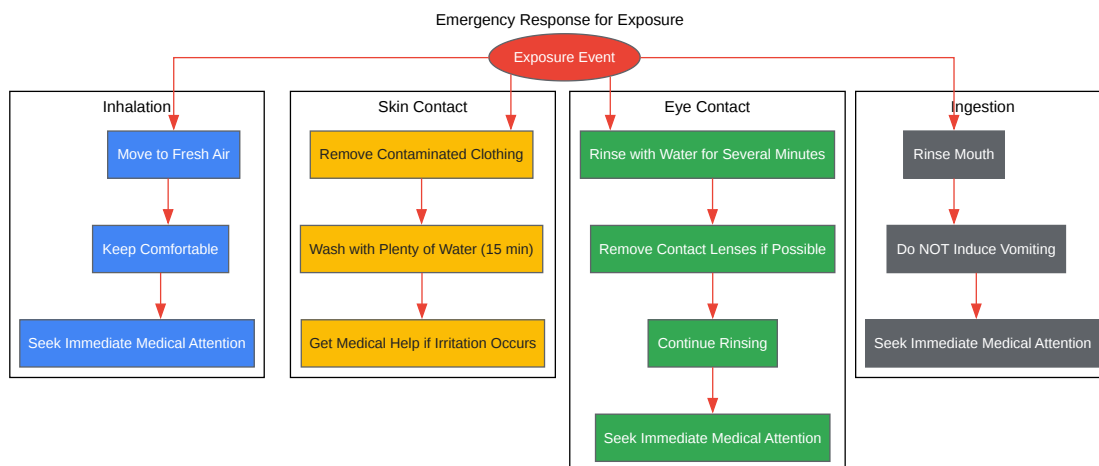 Emergency Response for Exposure
Exposure Event
Inhalation
Move to Fresh Air
Keep Comfortable
Seek Immediate Medical Attention
Skin Contact
Remove Contaminated Clothing
Wash with Plenty of Water (15 min)
Get Medical Help if Irritation Occurs
Eye Contact
Rinse with Water for Several Minutes
Remove Contact Lenses if Possible
Continue Rinsing
Seek Immediate Medical Attention
Ingestion
Rinse Mouth
Do NOT Induce Vomiting
Seek Immediate Medical Attention